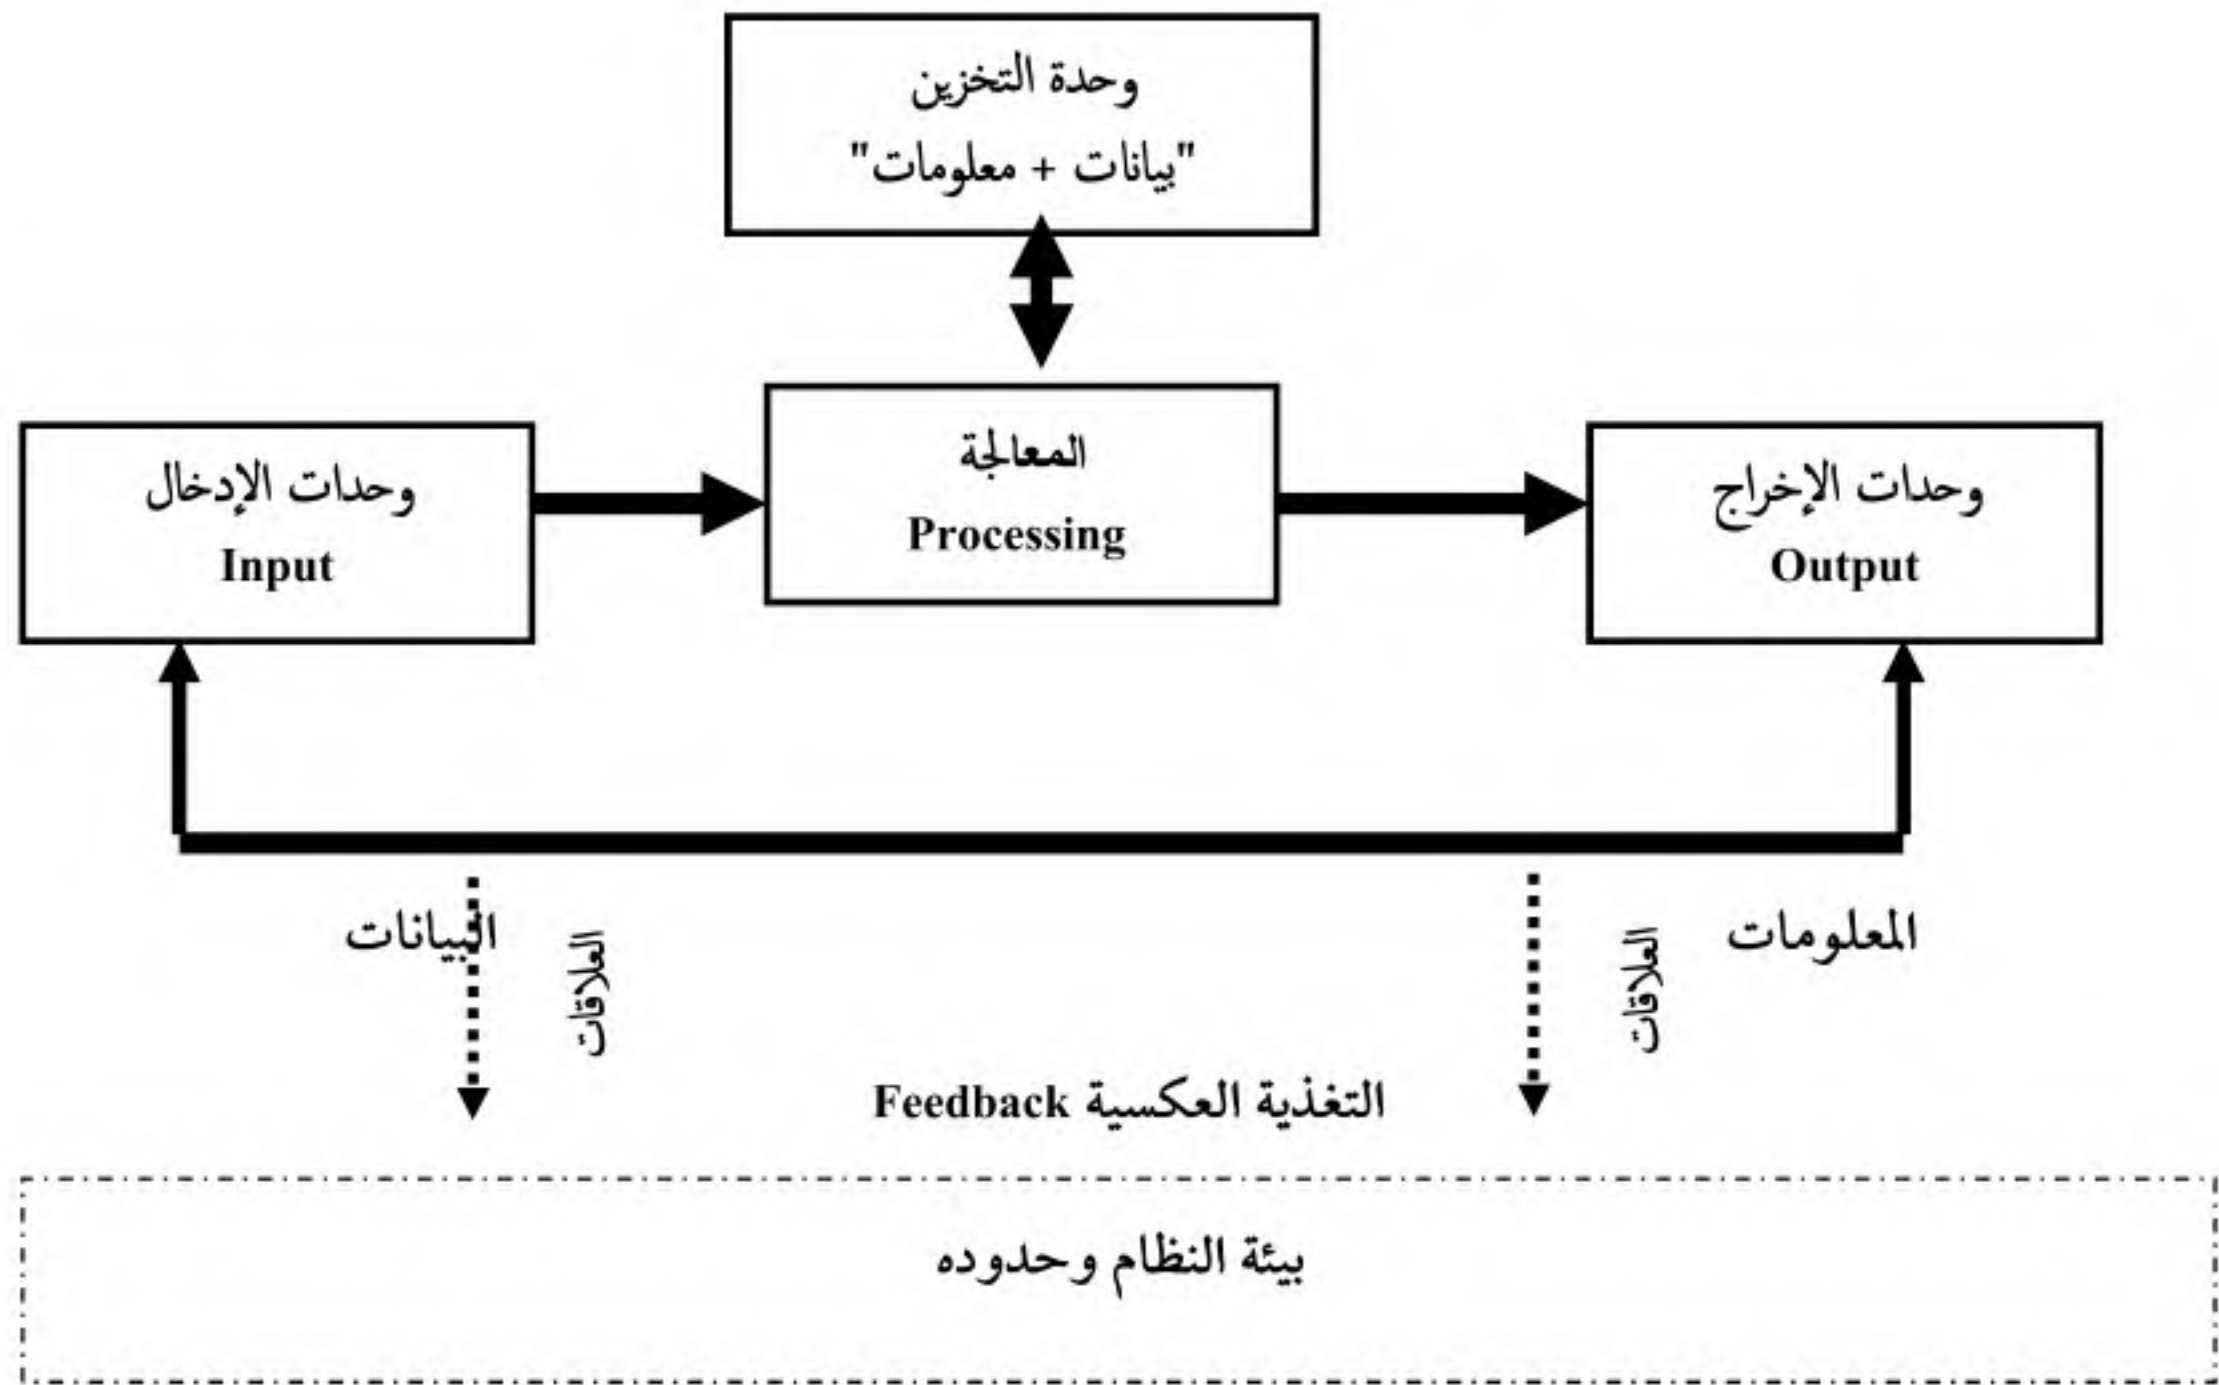 وحدة التخزين
"بيانات + معلومات"
وحدات الإدخال
Input
المعالجة
Processing
وحدات الإخراج
Output
البيانات
العلاقات
العلاقات
المعلومات
التغذية العكسية Feedback
بيئة النظام وحدوده